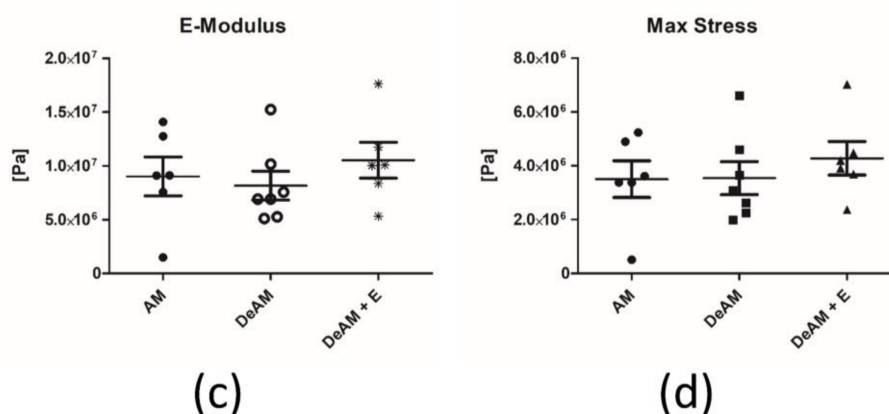 E-Modulus
2.0×10⁷
1.5×10⁷
1.0×10⁷
5.0×10⁶
0
[Pa]
AM
DeAM
DeAM + E
(c)
Max Stress
8.0×10⁶
6.0×10⁶
4.0×10⁶
2.0×10⁶
0
[Pa]
AM
DeAM
DeAM + E
(d)